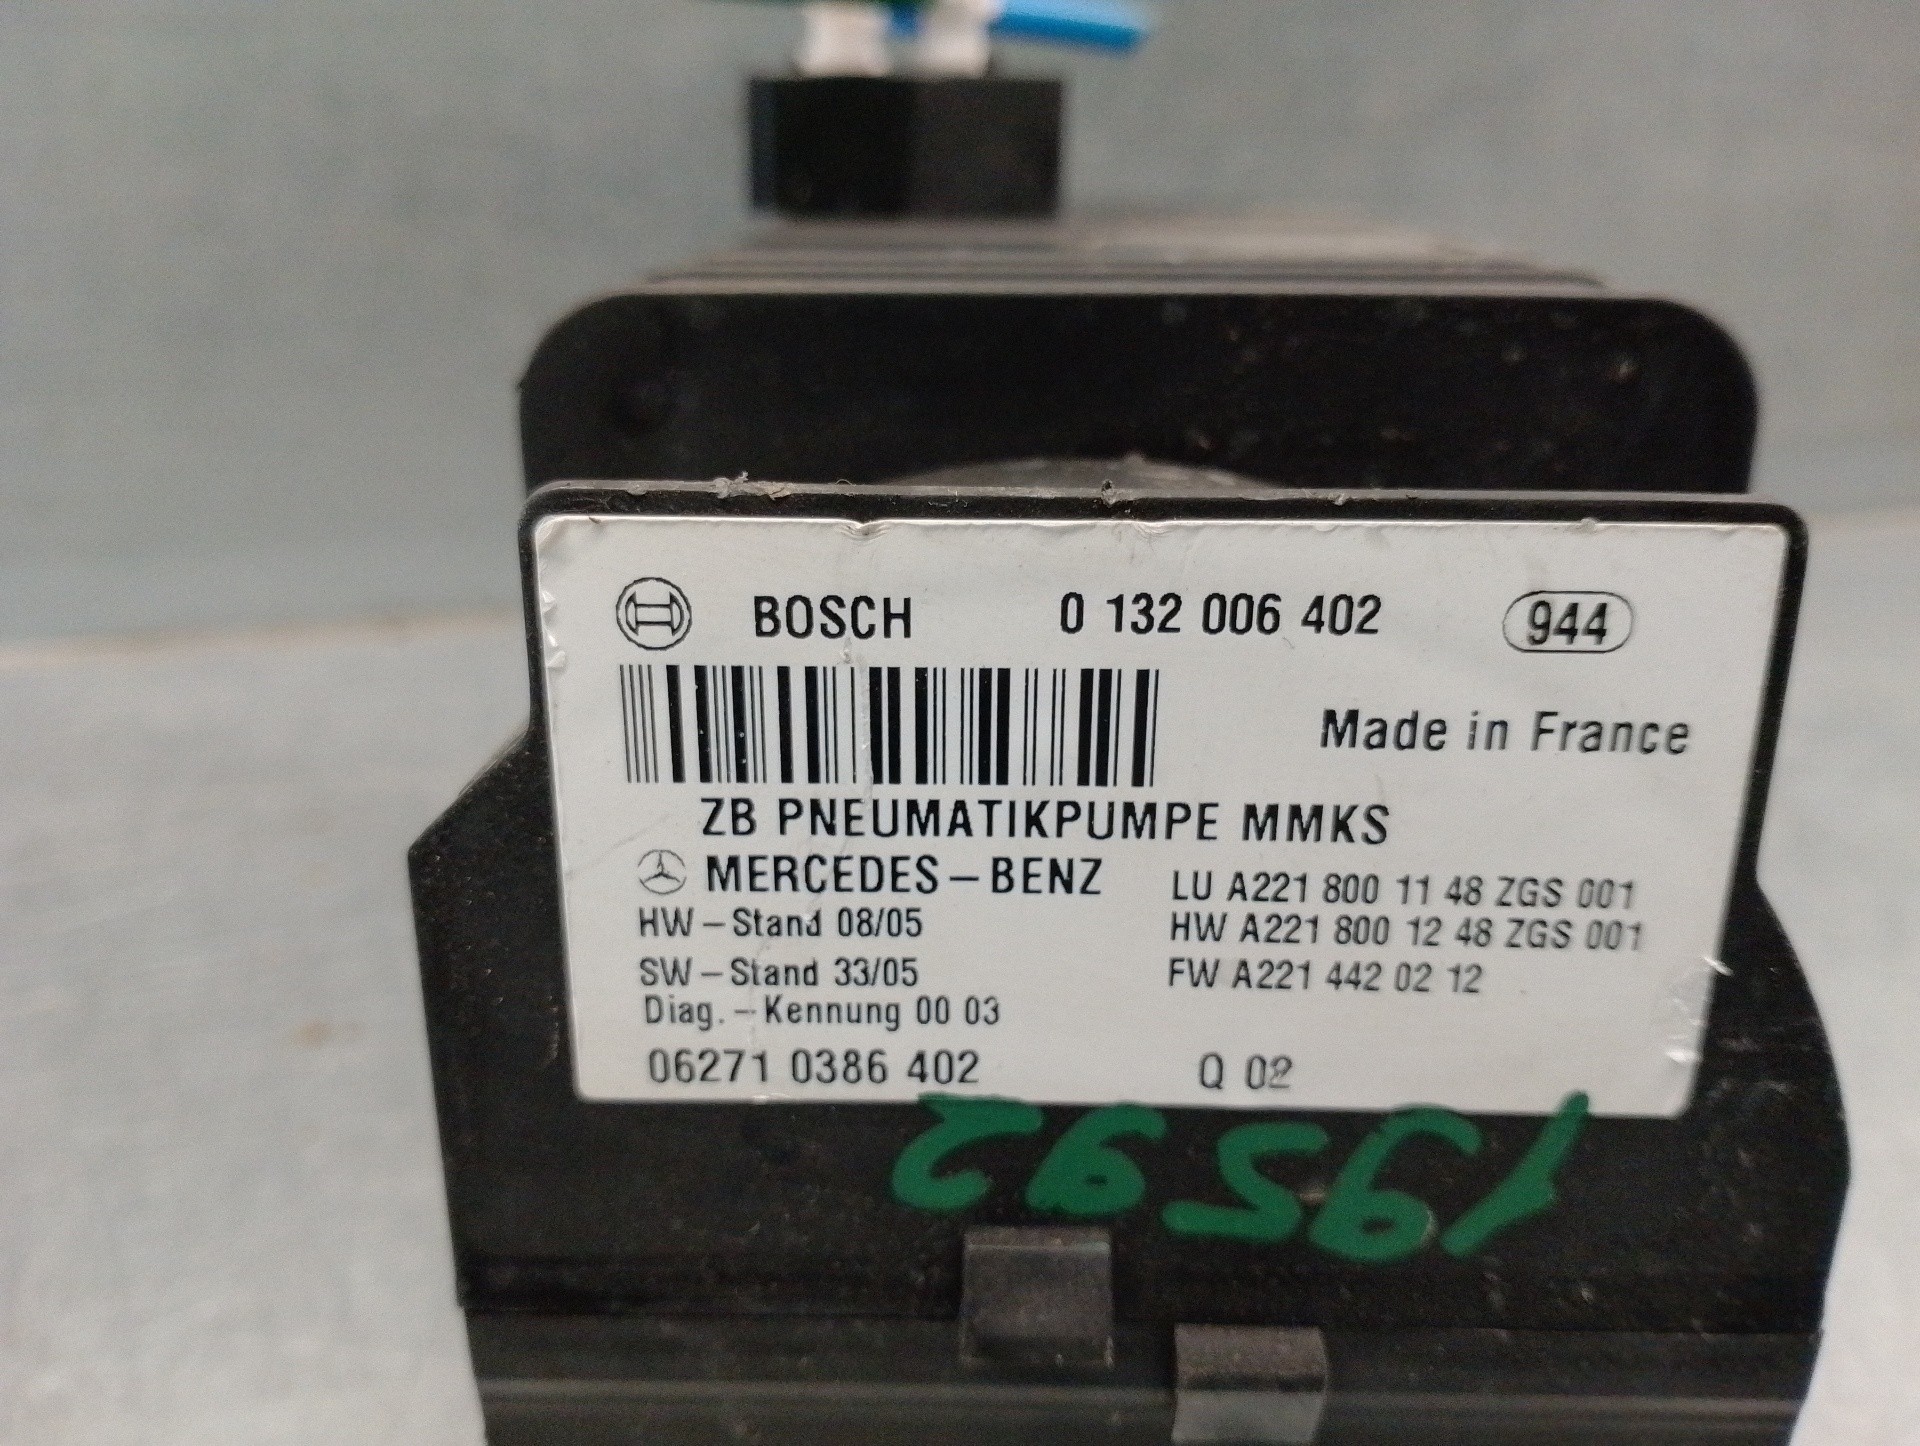 BOSCH 0 132 006 402 944
Made in France
ZB PNEUMATIKPUMPE MMKS
MERCEDES-BENZ LU A221 800 11 48 ZGS 001
HW-Stand 08/05 HW A221 800 12 48 ZGS 001
SW-Stand 33/05 FW A221 442 02 12
Diag.-Kennung 00 03
06271 0386 402 Q 02
19592